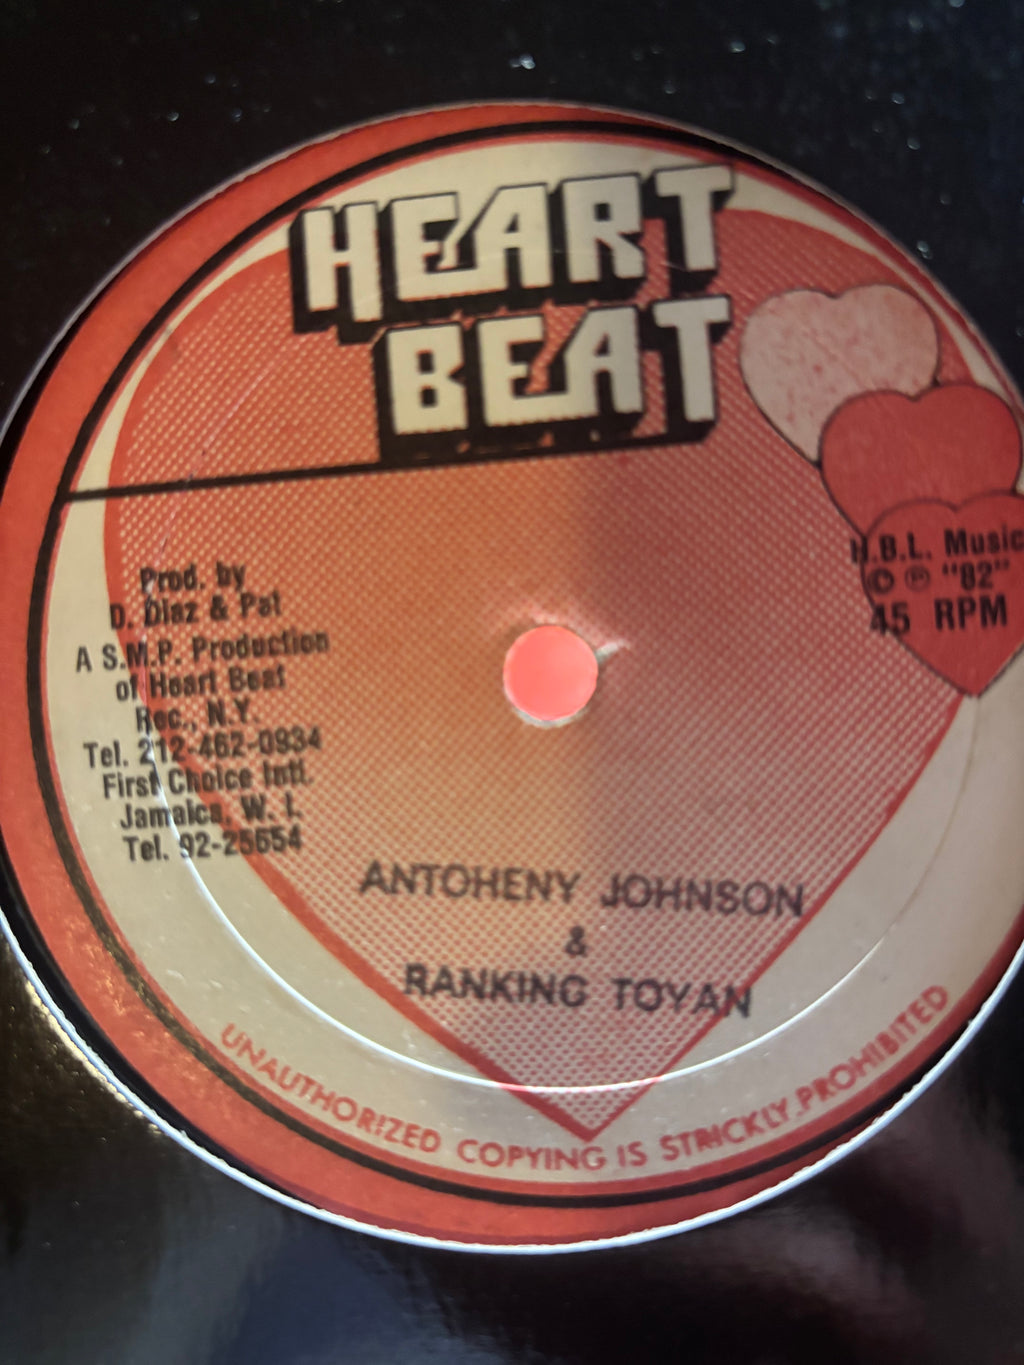 HEART
BEAT
H.B.L. Music
© ℗ "82"
45 RPM
Prod. by
D. Diaz & Pat
A S.M.P. Production
of Heart Beat
Rec., N.Y.
Tel. 212-462-0934
First Choice Intl.
Jamaica, W. I.
Tel. 92-25654
ANTOHENY JOHNSON
&
RANKING TOYAN
UNAUTHORIZED COPYING IS STRICKLY PROHIBITED